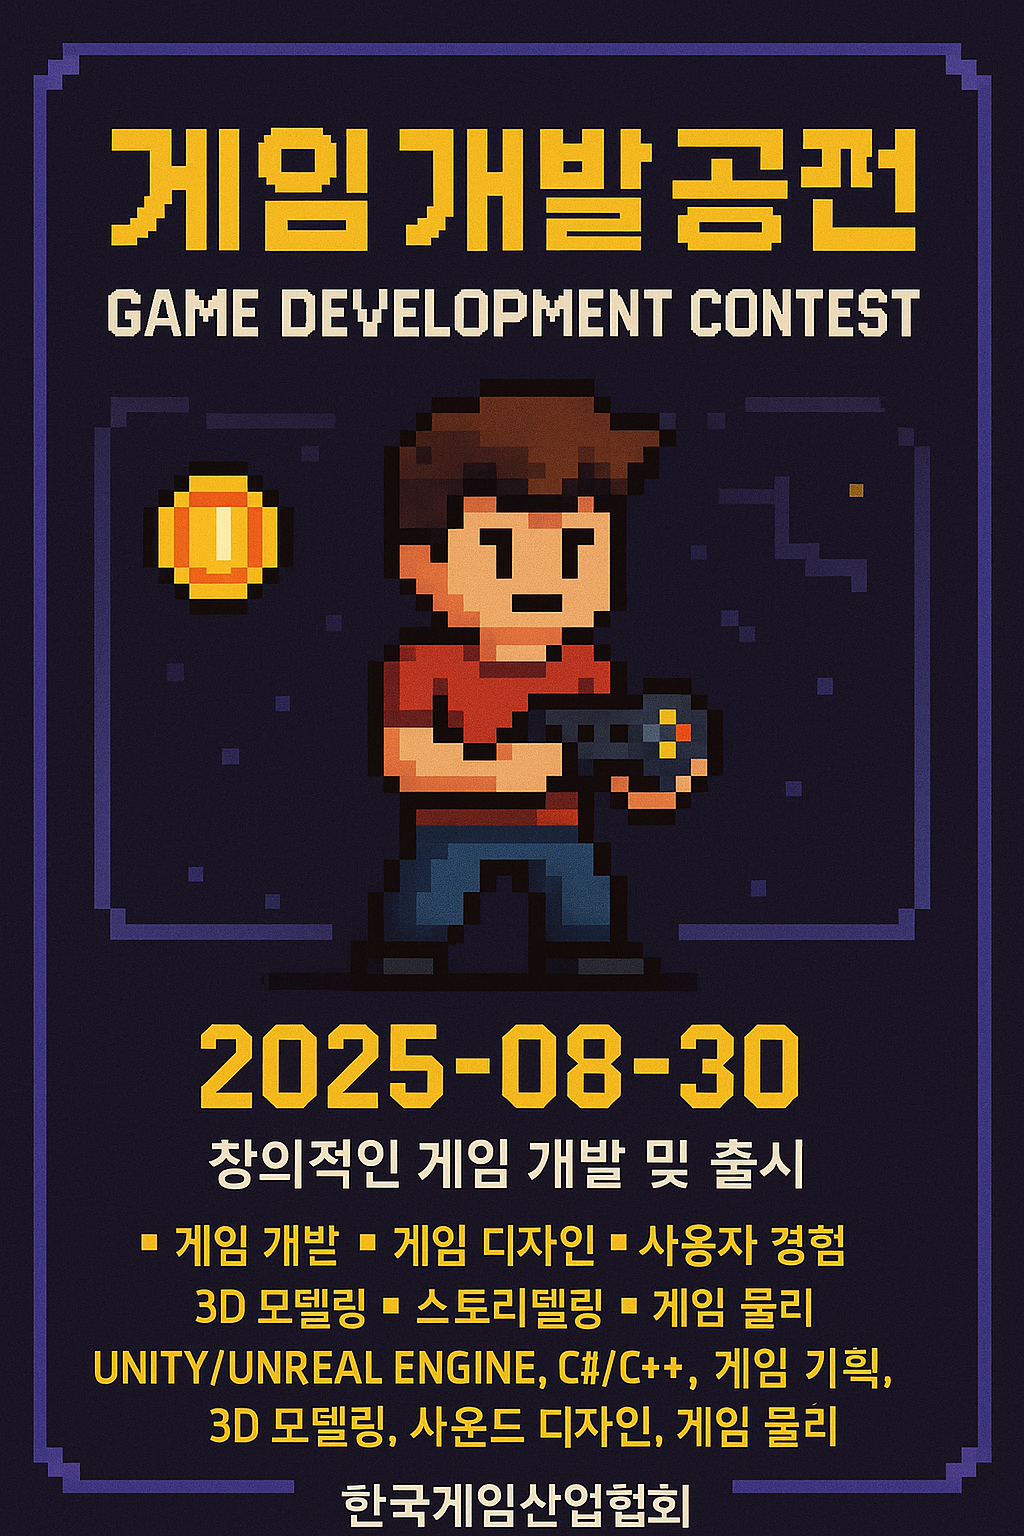 게임 개발공전
GAME DEVELOPMENT CONTEST
2025-08-30
창의적인 게임 개발 및 출시
▪ 게임 개발 ▪ 게임 디자인 ▪ 사용자 경험
3D 모델링 ▪ 스토리텔링 ▪ 게임 물리
UNITY/UNREAL ENGINE, C#/C++, 게임 기획,
3D 모델링, 사운드 디자인, 게임 물리
한국게임산업협회